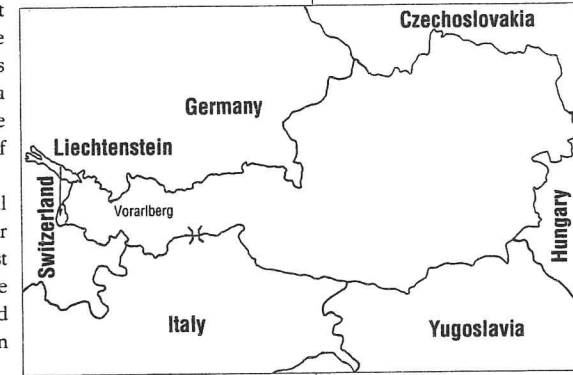 Czechoslovakia
Germany
Liechtenstein
Vorarlberg
Switzerland
Hungary
Italy
Yugoslavia